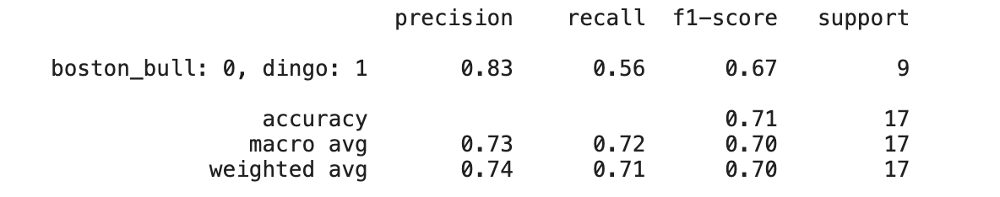 precision recall f1-score support
boston_bull: 0, dingo: 1 0.83 0.56 0.67 9
accuracy 0.71 17
macro avg 0.73 0.72 0.70 17
weighted avg 0.74 0.71 0.70 17